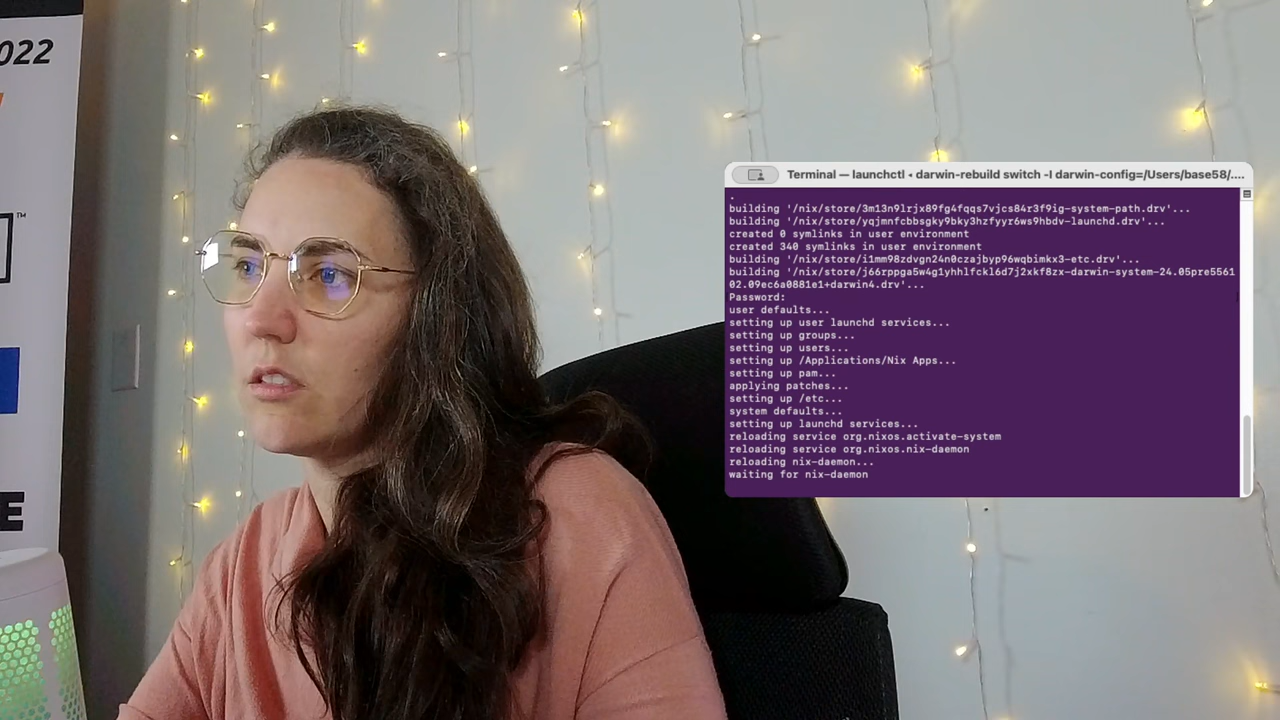 022
TM
E
Terminal — launchctl ◂ darwin-rebuild switch -I darwin-config=/Users/base58/....
.
building '/nix/store/3m13n9lrjx89fg4fqqs7vjcs84r3f9ig-system-path.drv'...
building '/nix/store/yqjmnfcbbsgky9bky3hzfyyr6ws9hbdv-launchd.drv'...
created 0 symlinks in user environment
created 340 symlinks in user environment
building '/nix/store/i1mm98zdvgn24n0czajbyp96wqbimkx3-etc.drv'...
building '/nix/store/j66rppga5w4g1yhhlfckl6d7j2xkf8zx-darwin-system-24.05pre5561
02.09ec6a0881e1+darwin4.drv'...
Password:
user defaults...
setting up user launchd services...
setting up groups...
setting up users...
setting up /Applications/Nix Apps...
setting up pam...
applying patches...
setting up /etc...
system defaults...
setting up launchd services...
reloading service org.nixos.activate-system
reloading service org.nixos.nix-daemon
reloading nix-daemon...
waiting for nix-daemon